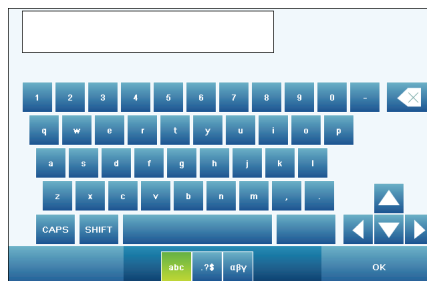 1 2 3 4 5 6 7 8 9 0 -
q w e r t y u i o p
a s d f g h j k l
z x c v b n m , .
CAPS SHIFT
abc .?$ αβγ OK